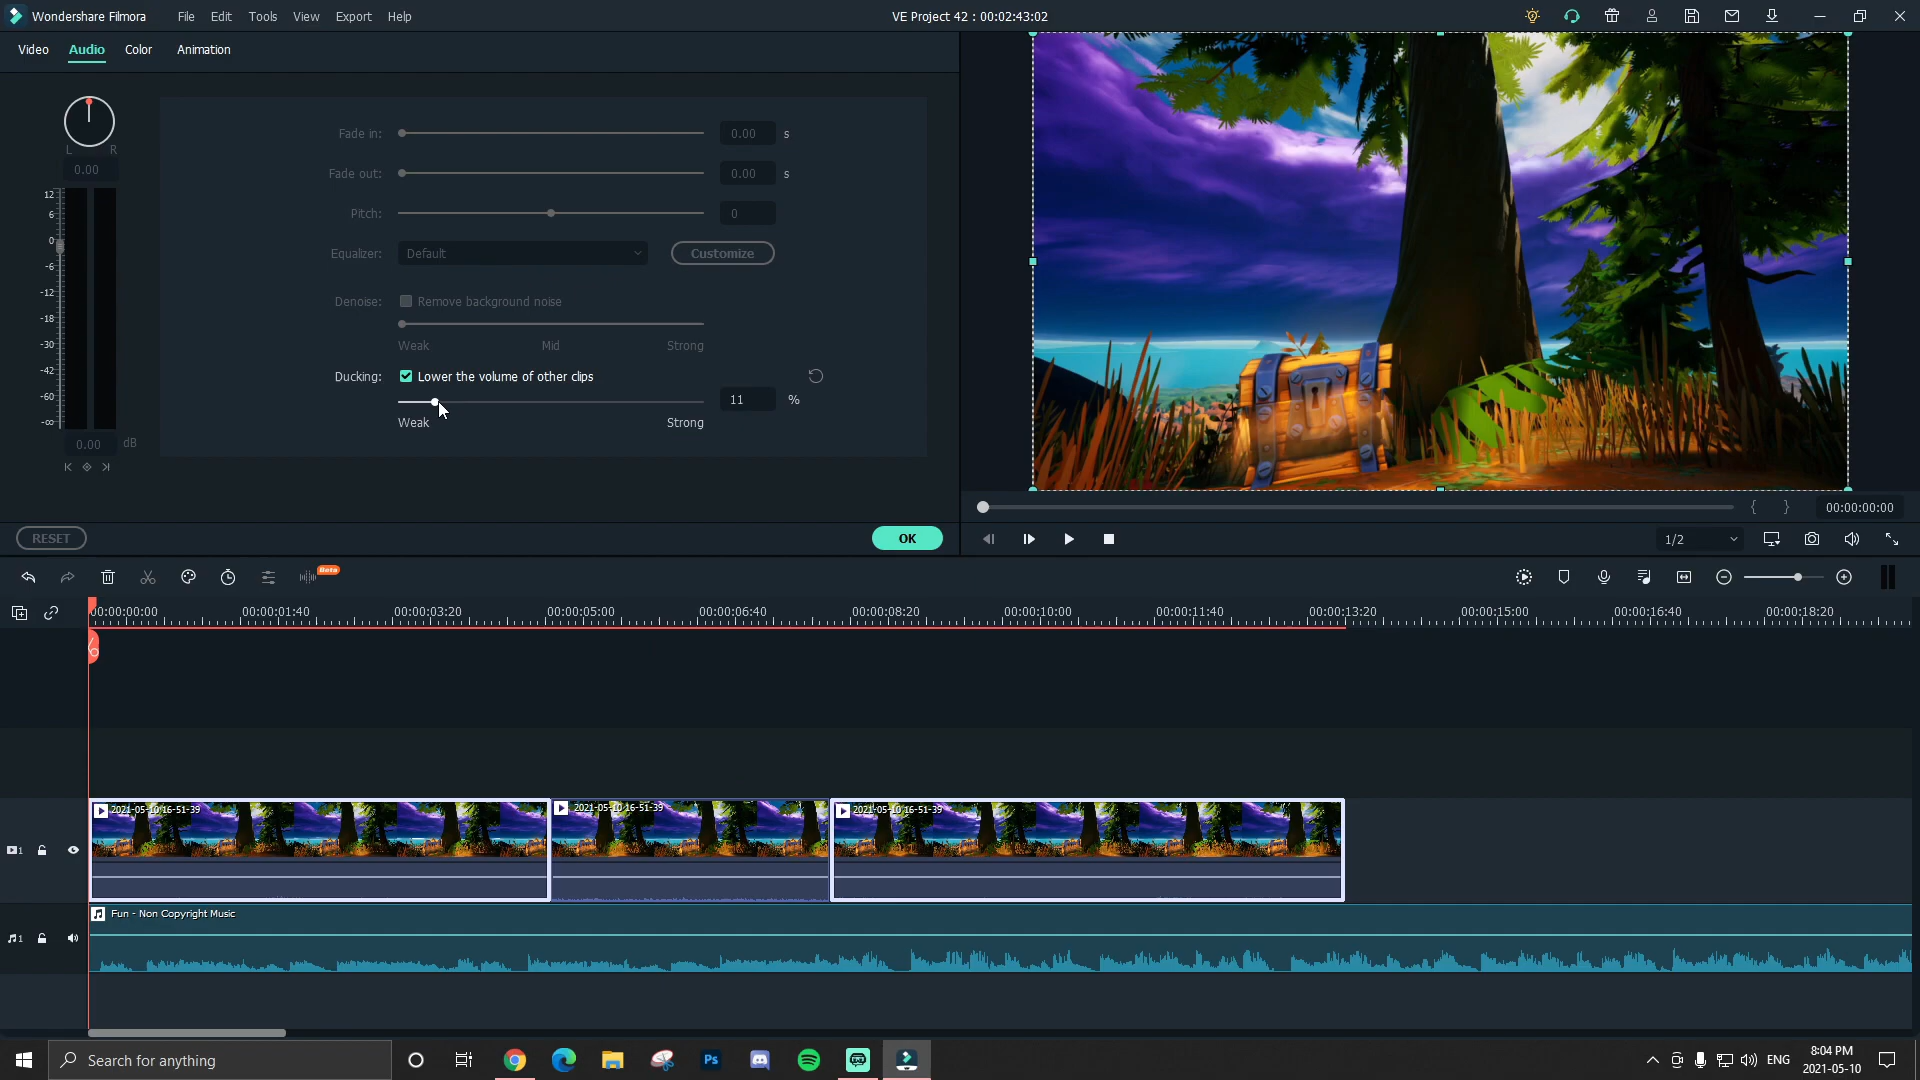 Wondershare Filmora File Edit Tools View Export Help VE Project 42 : 00:02:43:02
Video Audio Color Animation
L R
0.00
12
6
0
-6
-12
-18
-30
-42
-60
-∞
0.00 dB
Fade in: 0.00 s
Fade out: 0.00 s
Pitch: 0
Equalizer: Default Customize
Denoise: Remove background noise
Weak Mid Strong
Ducking: Lower the volume of other clips
11 %
Weak Strong
RESET OK
{ } 00:00:00:00
1/2
Beta
00:00:00:00 00:00:01:40 00:00:03:20 00:00:05:00 00:00:06:40 00:00:08:20 00:00:10:00 00:00:11:40 00:00:13:20 00:00:15:00 00:00:16:40 00:00:18:20
2021-05-10 16-51-39 2021-05-10 16-51-39 2021-05-10 16-51-39
1
Fun - Non Copyright Music
1
Search for anything
Ps
ENG
8:04 PM
2021-05-10